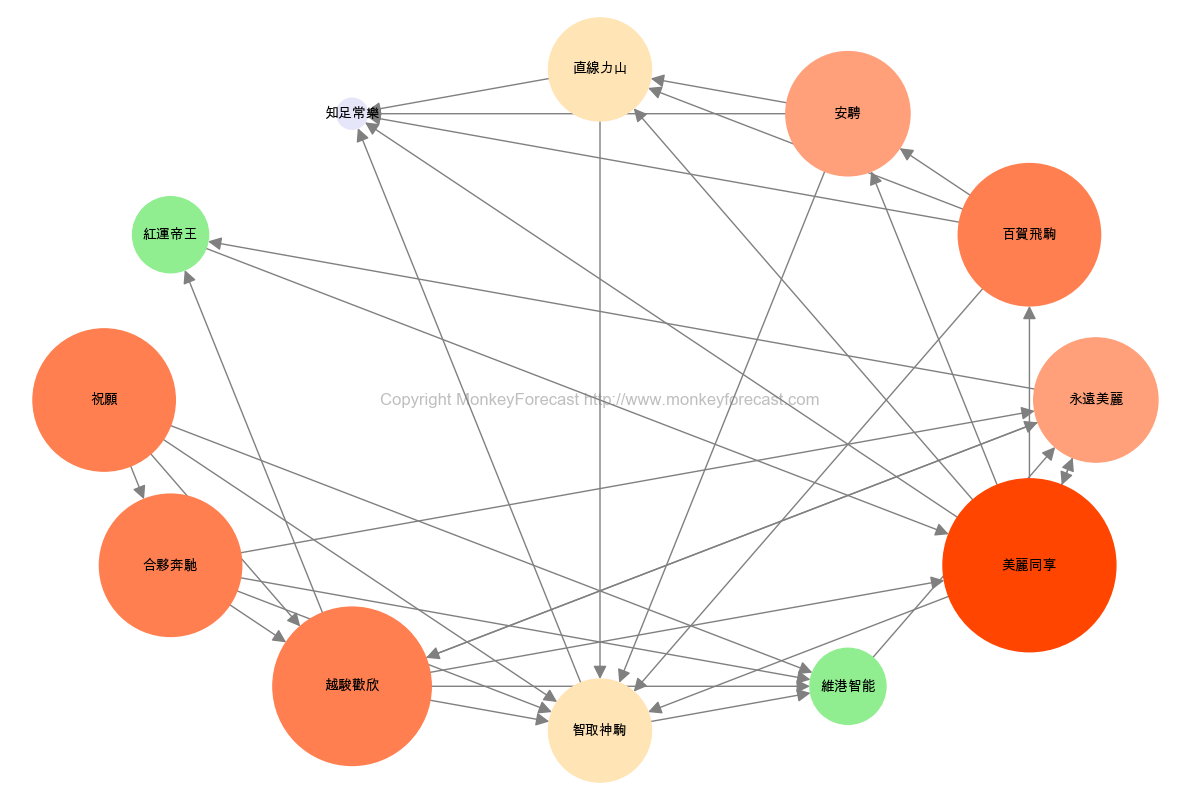 直線力山
知足常樂
安騁
紅運帝王
百賀飛駒
祝願
Copyright MonkeyForecast http://www.monkeyforecast.com
永遠美麗
合夥奔馳
美麗同享
越駿歡欣
維港智能
智取神駒